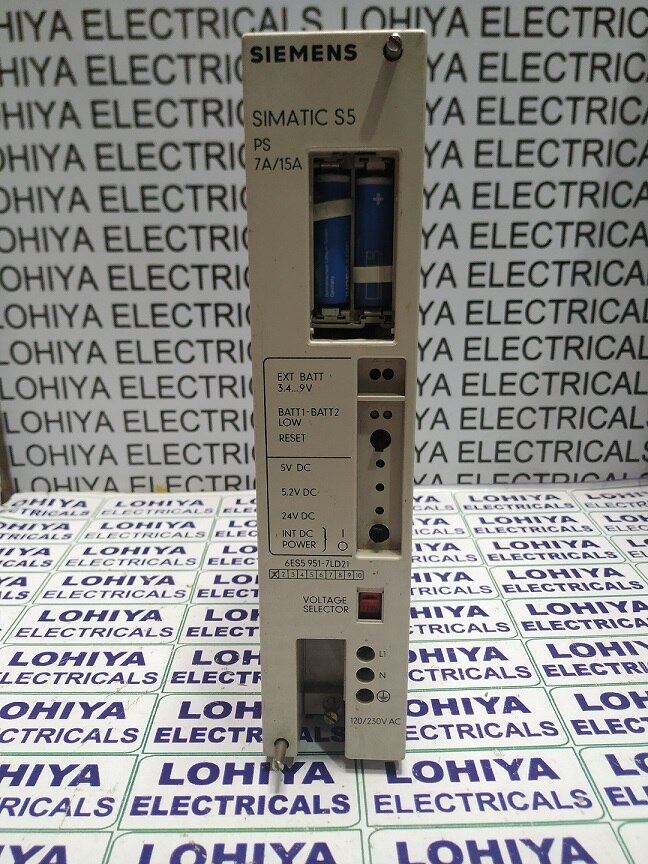 LOHIYA ELECTRICALS
SIEMENS
SIMATIC S5
PS
7A/15A
+
Germany
EXT BATT
3.4...9V
BATT1-BATT2
LOW
RESET
5V DC
5.2V DC
24V DC
INT DC
POWER
I
O
6ES5 951-7LD21
X 2 3 4 5 6 7 8 9 10
VOLTAGE
SELECTOR
L1
N
120/230V AC
LOHIYA
ELECTRICALS
LOHIYA
ELECTRICALS